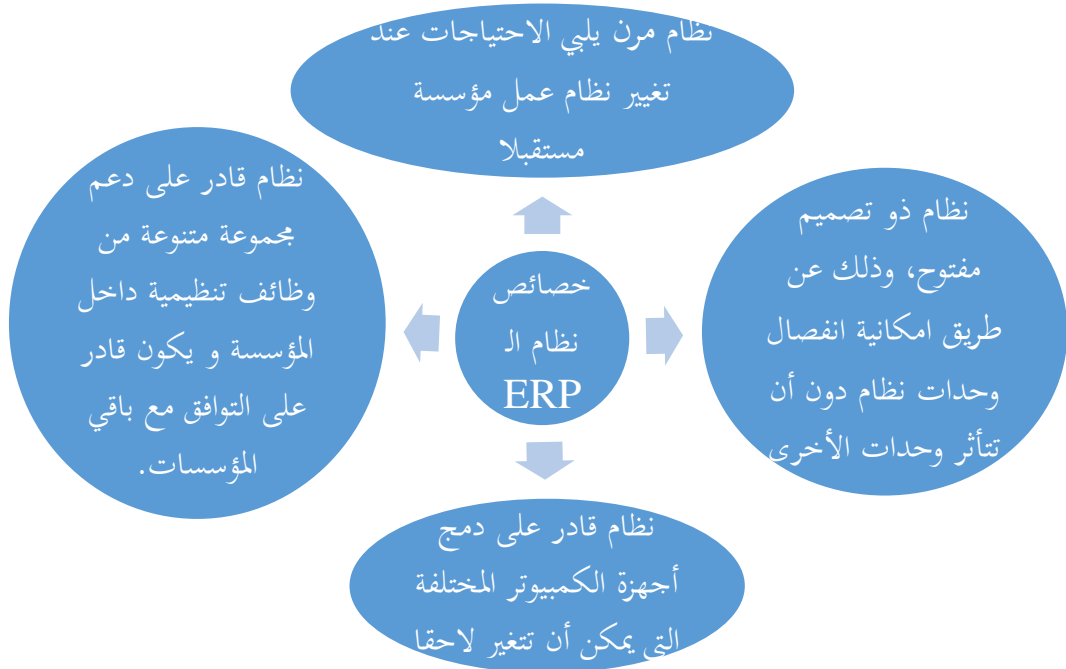 نظام مرن يلبي الاحتياجات عند
تغيير نظام عمل مؤسسة
مستقبلا
نظام ذو تصميم
مفتوح، وذلك عن
طريق امكانية انفصال
وحدات نظام دون أن
تتأثر وحدات الأخرى
خصائص
نظام الـ
ERP
نظام قادر على دعم
مجموعة متنوعة من
وظائف تنظيمية داخل
المؤسسة و يكون قادر
على التوافق مع باقي
المؤسسات.
نظام قادر على دمج
أجهزة الكمبيوتر المختلفة
التي يمكن أن تتغير لاحقا